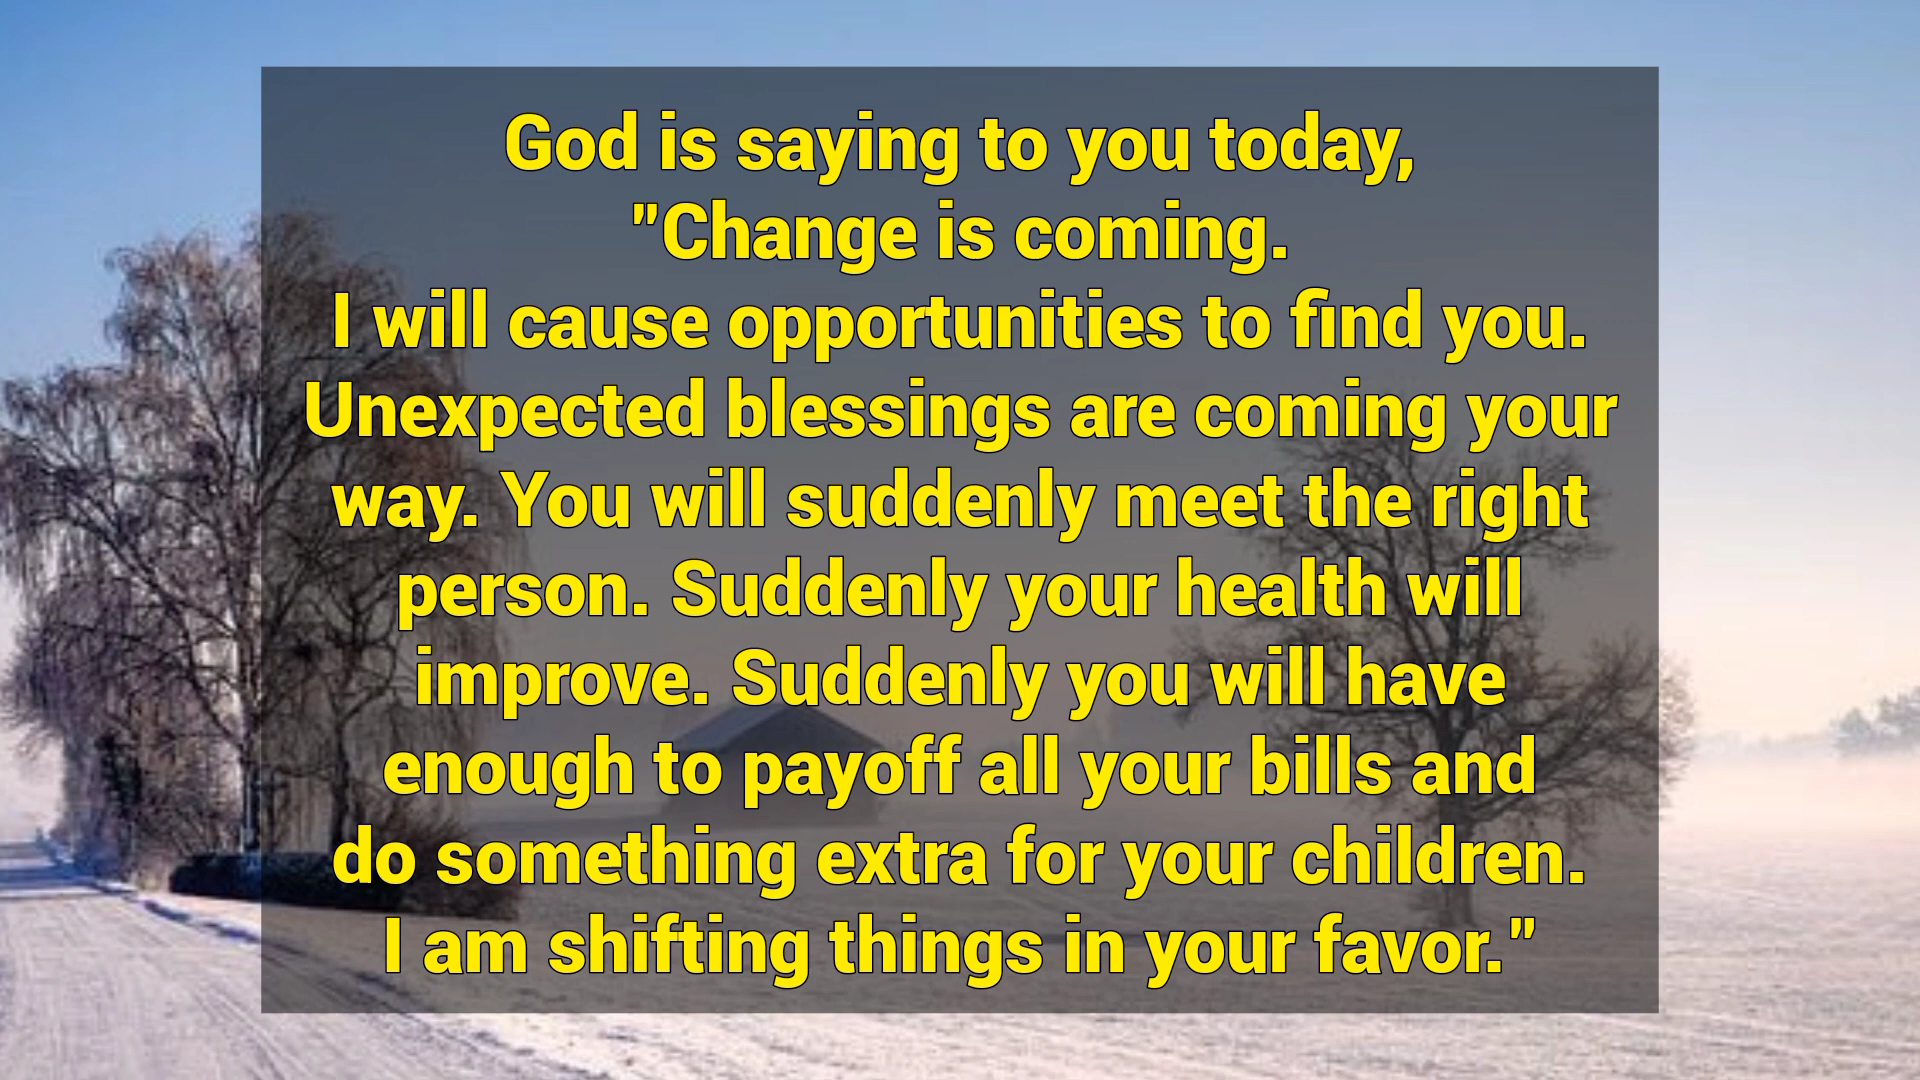 God is saying to you today,
"Change is coming.
I will cause opportunities to find you.
Unexpected blessings are coming your
way. You will suddenly meet the right
person. Suddenly your health will
improve. Suddenly you will have
enough to payoff all your bills and
do something extra for your children.
I am shifting things in your favor."